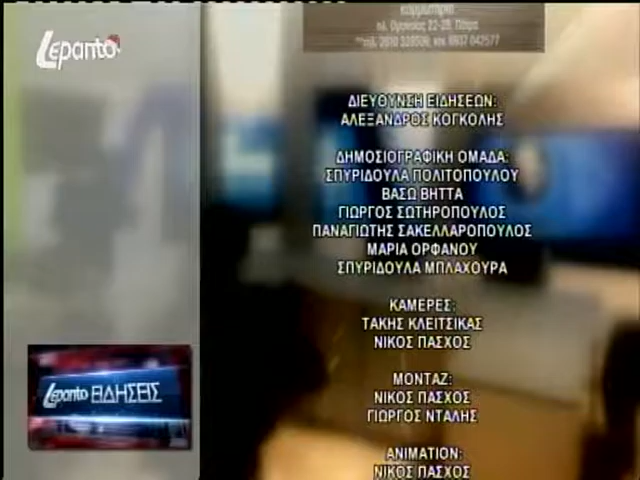 Lepanto
ΔΙΕΥΘΥΝΣΗ ΕΙΔΗΣΕΩΝ:
ΑΛΕΞΑΝΔΡΟΣ ΚΟΓΚΟΛΗΣ
ΔΗΜΟΣΙΟΓΡΑΦΙΚΗ ΟΜΑΔΑ:
ΣΠΥΡΙΔΟΥΛΑ ΠΟΛΙΤΟΠΟΥΛΟΥ
ΒΑΣΩ ΒΗΤΤΑ
ΓΙΩΡΓΟΣ ΣΩΤΗΡΟΠΟΥΛΟΣ
ΠΑΝΑΓΙΩΤΗΣ ΣΑΚΕΛΛΑΡΟΠΟΥΛΟΣ
ΜΑΡΙΑ ΟΡΦΑΝΟΥ
ΣΠΥΡΙΔΟΥΛΑ ΜΠΛΑΧΟΥΡΑ
ΚΑΜΕΡΕΣ:
ΤΑΚΗΣ ΚΛΕΙΤΣΙΚΑΣ
ΝΙΚΟΣ ΠΑΣΧΟΣ
ΜΟΝΤΑΖ:
ΝΙΚΟΣ ΠΑΣΧΟΣ
ΓΙΩΡΓΟΣ ΝΤΑΛΗΣ
ANIMATION:
ΝΙΚΟΣ ΠΑΣΧΟΣ
Lepanto ΕΙΔΗΣΕΙΣ